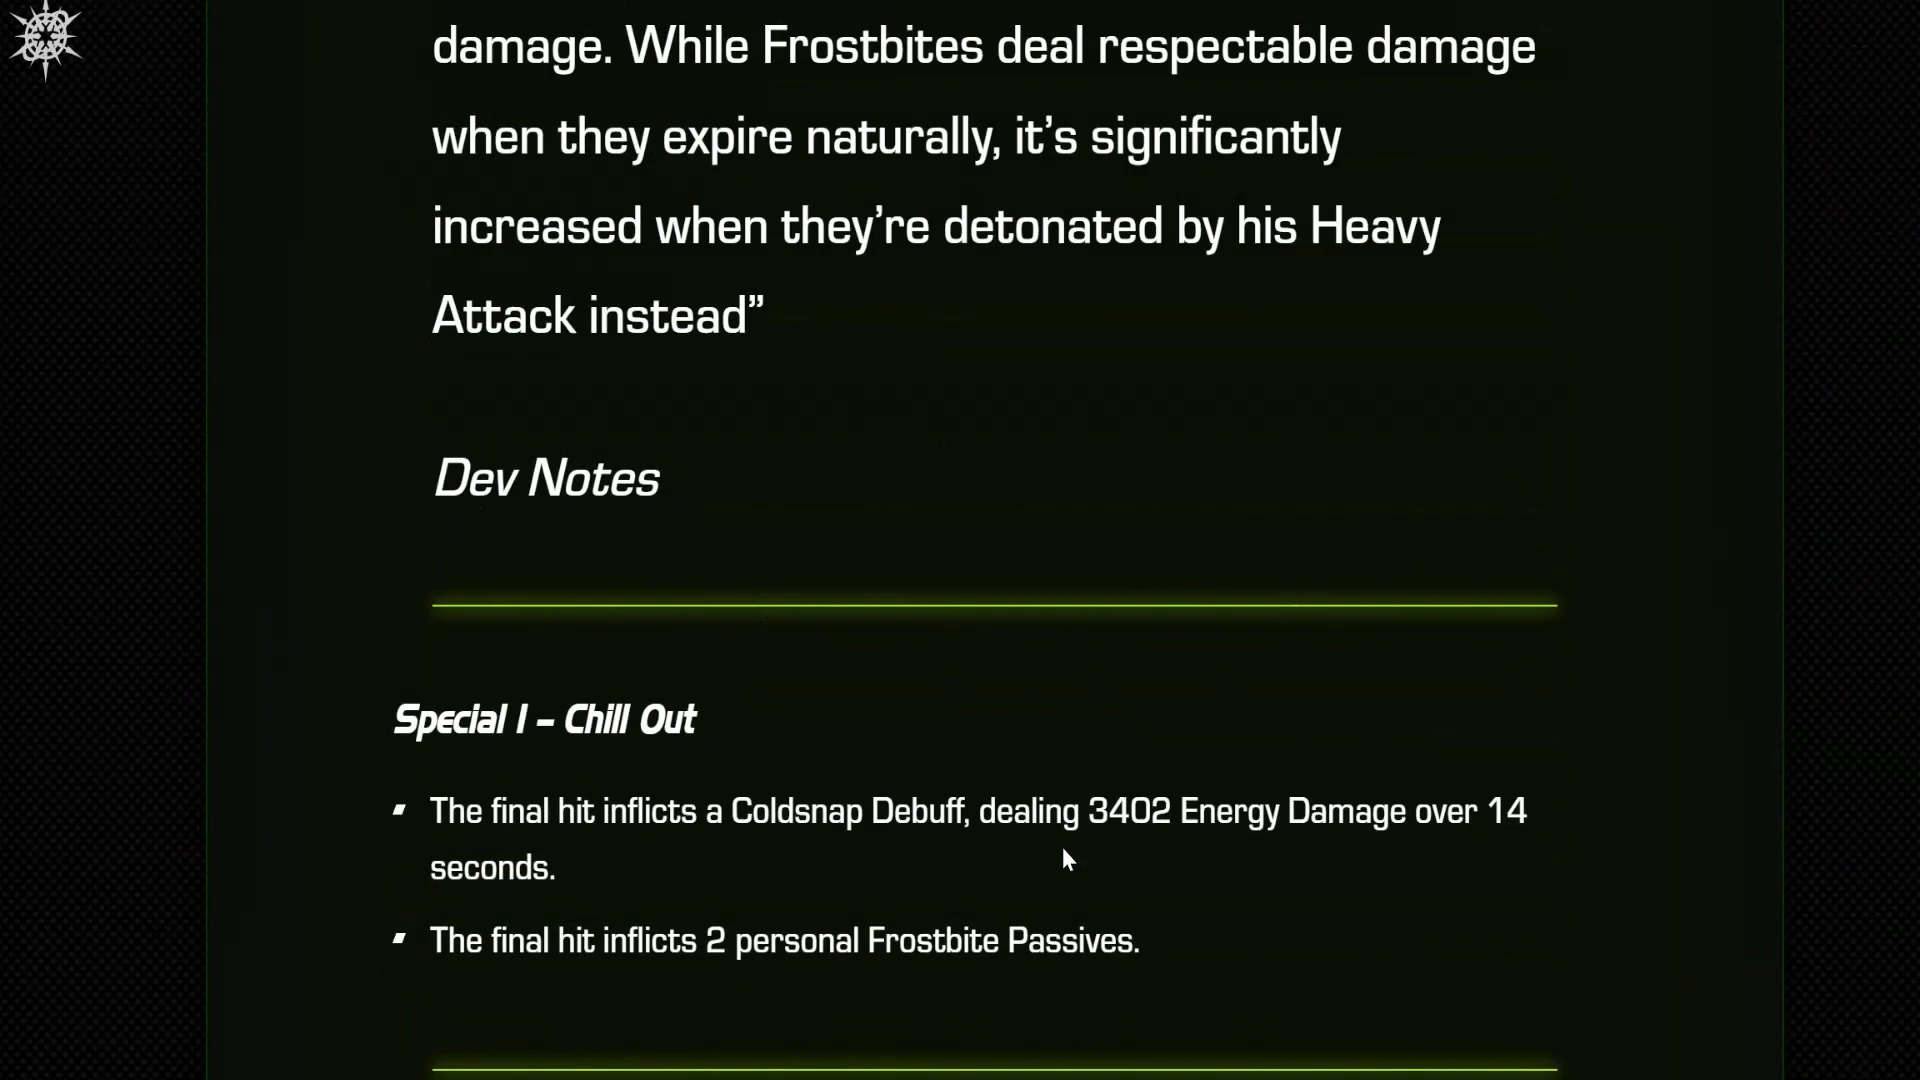 damage. While Frostbites deal respectable damage
when they expire naturally, it’s significantly
increased when they’re detonated by his Heavy
Attack instead”
Dev Notes
Special 1 – Chill Out
The final hit inflicts a Coldsnap Debuff, dealing 3402 Energy Damage over 14
seconds.
The final hit inflicts 2 personal Frostbite Passives.